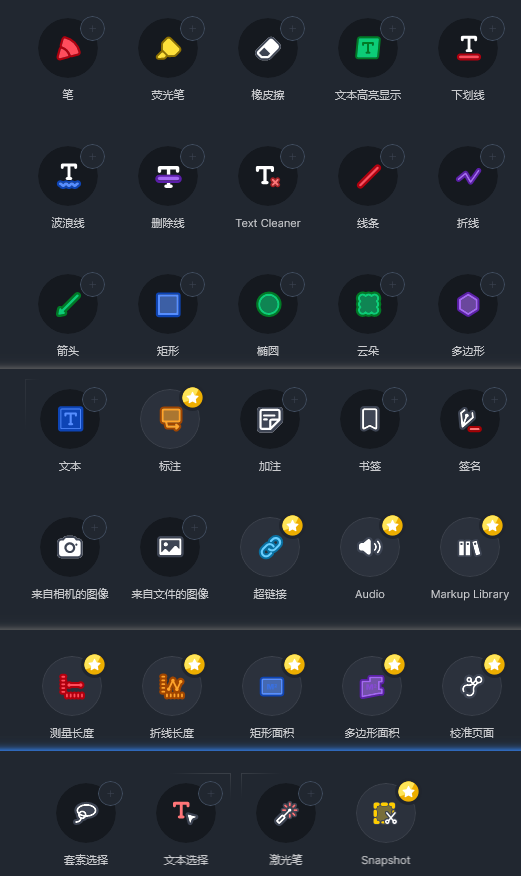 笔
荧光笔
橡皮擦
文本高亮显示
下划线
波浪线
删除线
Text Cleaner
线条
折线
箭头
矩形
椭圆
云朵
多边形
文本
标注
加注
书签
签名
来自相机的图像
来自文件的图像
超链接
Audio
Markup Library
测量长度
折线长度
矩形面积
多边形面积
校准页面
套索选择
文本选择
激光笔
Snapshot